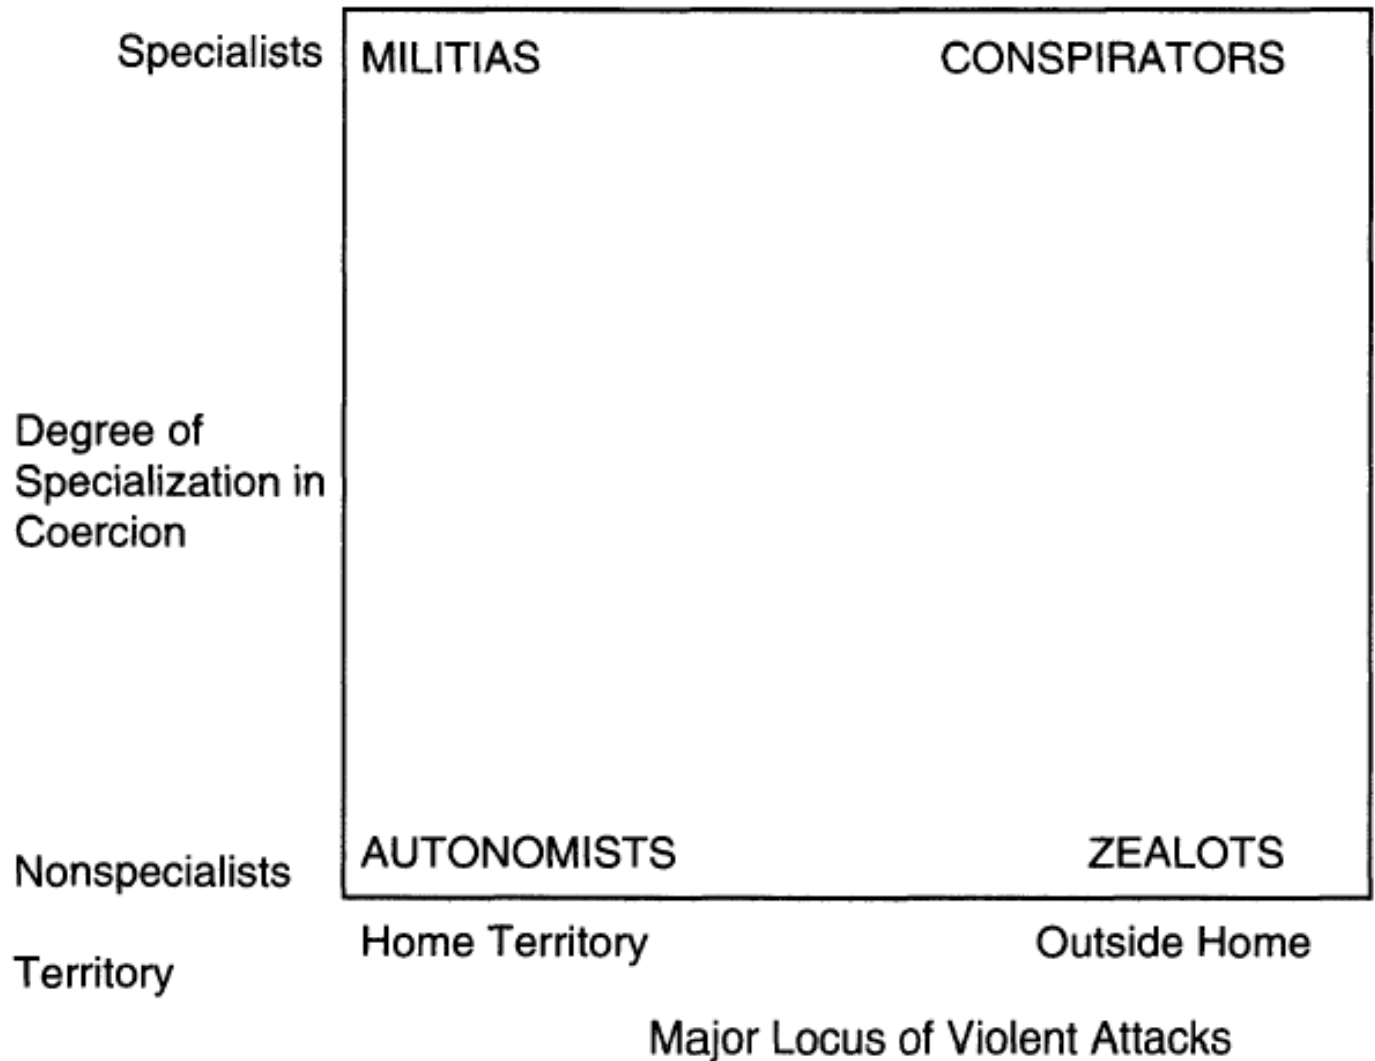 Specialists
MILITIAS
CONSPIRATORS
Degree of
Specialization in
Coercion
Nonspecialists
AUTONOMISTS
ZEALOTS
Home Territory
Outside Home
Territory
Major Locus of Violent Attacks